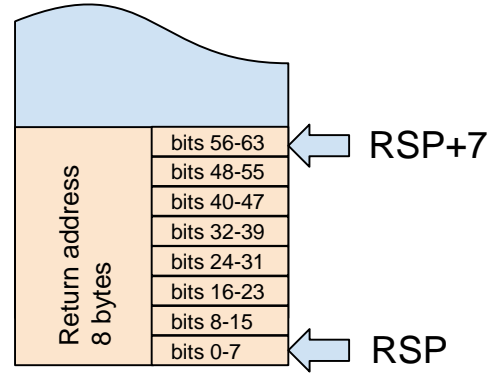 Return address
8 bytes
bits 56-63
bits 48-55
bits 40-47
bits 32-39
bits 24-31
bits 16-23
bits 8-15
bits 0-7
RSP+7
RSP